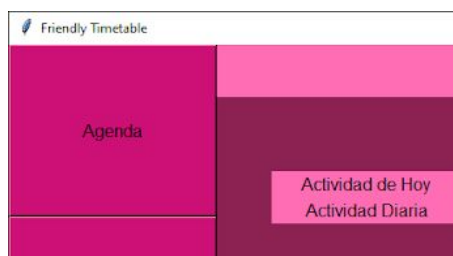 Friendly Timetable
Agenda
Actividad de Hoy
Actividad Diaria